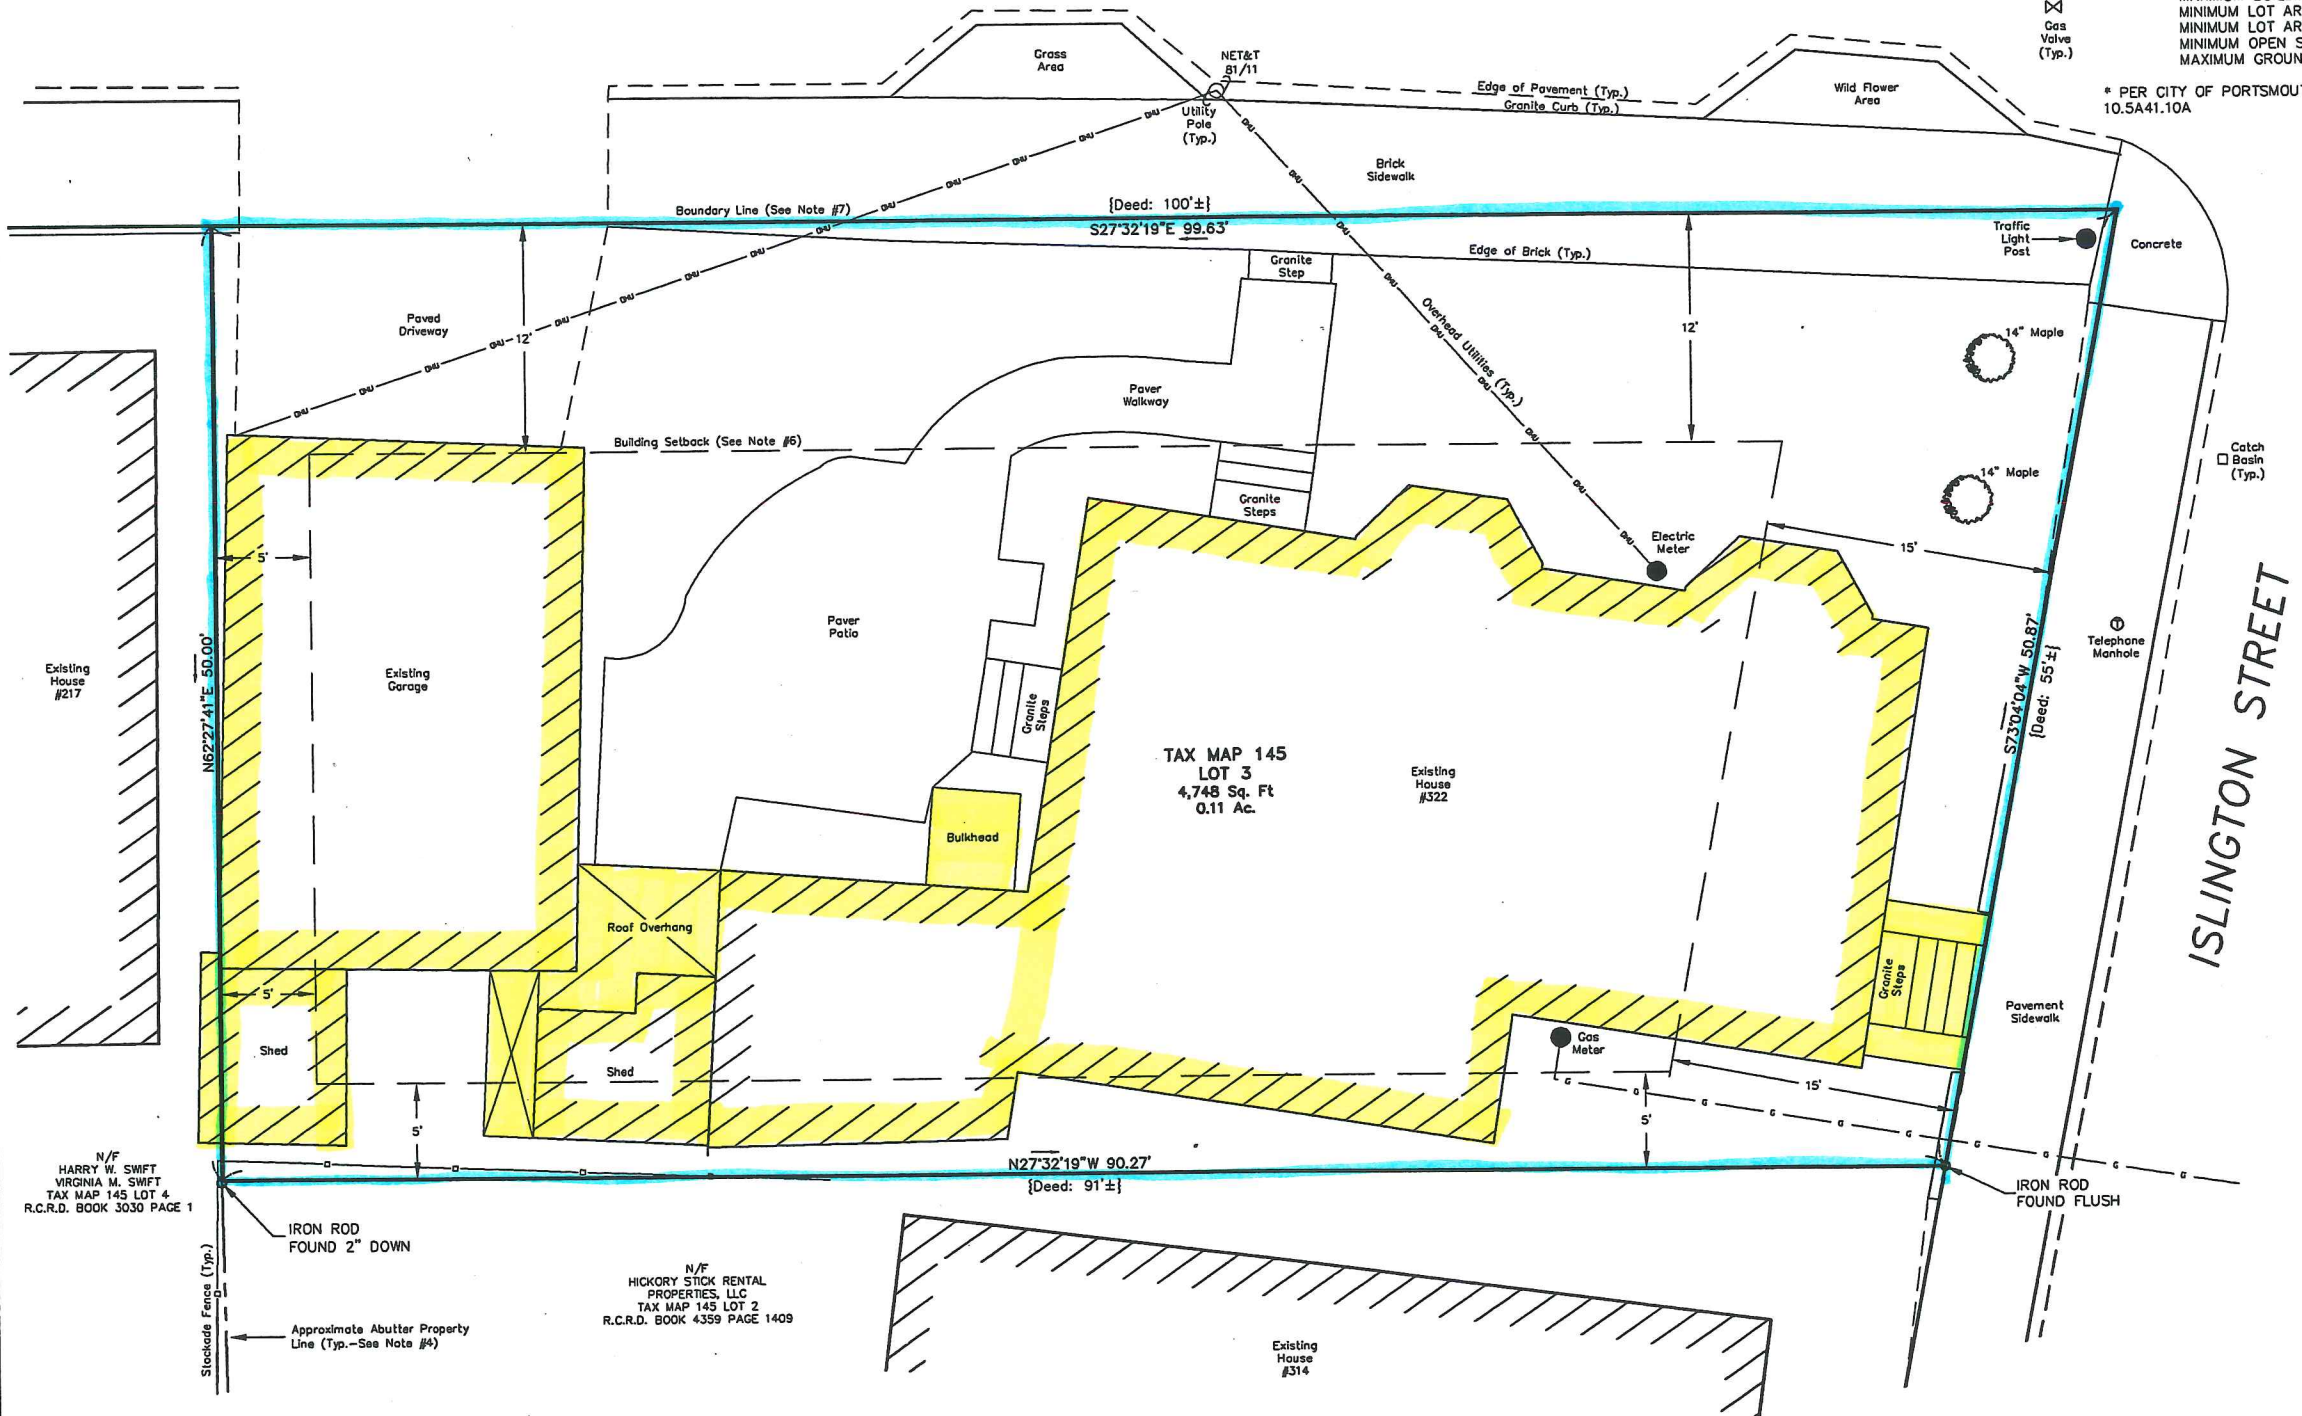 Gas
Valve
(Typ.)
MINIMUM LOT AR
MINIMUM LOT AR
MINIMUM OPEN S
MAXIMUM GROUN
* PER CITY OF PORTSMOUT
10.5A41.10A
Grass
Area
NET&T
81/11
Utility
Pole
(Typ.)
Edge of Pavement (Typ.)
Granite Curb (Typ.)
Wild Flower
Area
Brick
Sidewalk
Boundary Line (See Note #7)
{Deed: 100'±}
S27°32'19"E 99.63'
Traffic
Light
Post
Concrete
Edge of Brick (Typ.)
Granite
Step
Paved
Driveway
12'
12'
Overhead Utilities (Typ.)
OHU
14" Maple
Paver
Walkway
Building Setback (See Note #6)
Catch
Basin
(Typ.)
14" Maple
Granite
Steps
Electric
Meter
15'
5'
Paver
Patio
Telephone
Manhole
Existing
House
#217
N62°27'41"E 50.00'
Existing
Garage
Granite
Steps
S73°04'04"W 50.87'
{Deed: 55'±}
ISLINGTON STREET
TAX MAP 145
LOT 3
4,748 Sq. Ft
0.11 Ac.
Existing
House
#322
Bulkhead
Roof Overhang
Granite
Steps
5'
Pavement
Sidewalk
Shed
Shed
Gas
Meter
15'
5'
5'
G
N27°32'19"W 90.27'
{Deed: 91'±}
N/F
HARRY W. SWIFT
VIRGINIA M. SWIFT
TAX MAP 145 LOT 4
R.C.R.D. BOOK 3030 PAGE 1
IRON ROD
FOUND FLUSH
IRON ROD
FOUND 2" DOWN
Stockade Fence (Typ.)
N/F
HICKORY STICK RENTAL
PROPERTIES, LLC
TAX MAP 145 LOT 2
R.C.R.D. BOOK 4359 PAGE 1409
Approximate Abutter Property
Line (Typ.-See Note #4)
Existing
House
#314